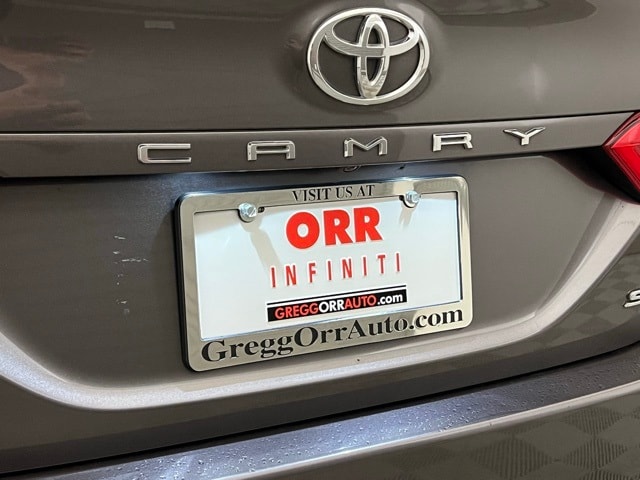 CAMRY
VISIT US AT
ORR
INFINITI
GREGGORRAUTO.com
GreggOrrAuto.com
S